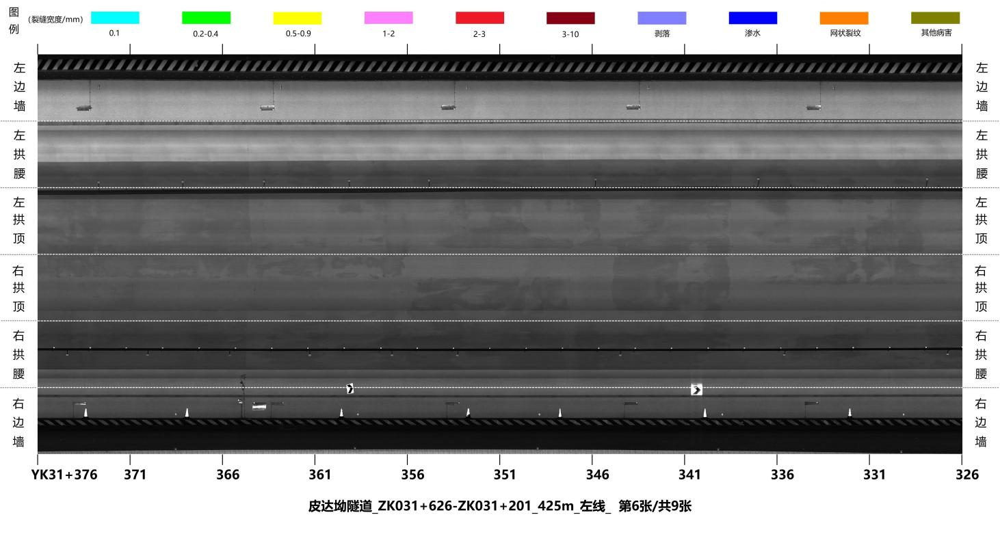 图例 (裂缝宽度/mm)
0.1 0.2-0.4 0.5-0.9 1-2 2-3 3-10 剥落 渗水 网状裂纹 其他病害
左边墙 左边墙
左拱腰 左拱腰
左拱顶 左拱顶
右拱顶 右拱顶
右拱腰 右拱腰
右边墙 右边墙
YK31+376 371 366 361 356 351 346 341 336 331 326
皮达坳隧道_ZK031+626-ZK031+201_425m_左线_ 第6张/共9张